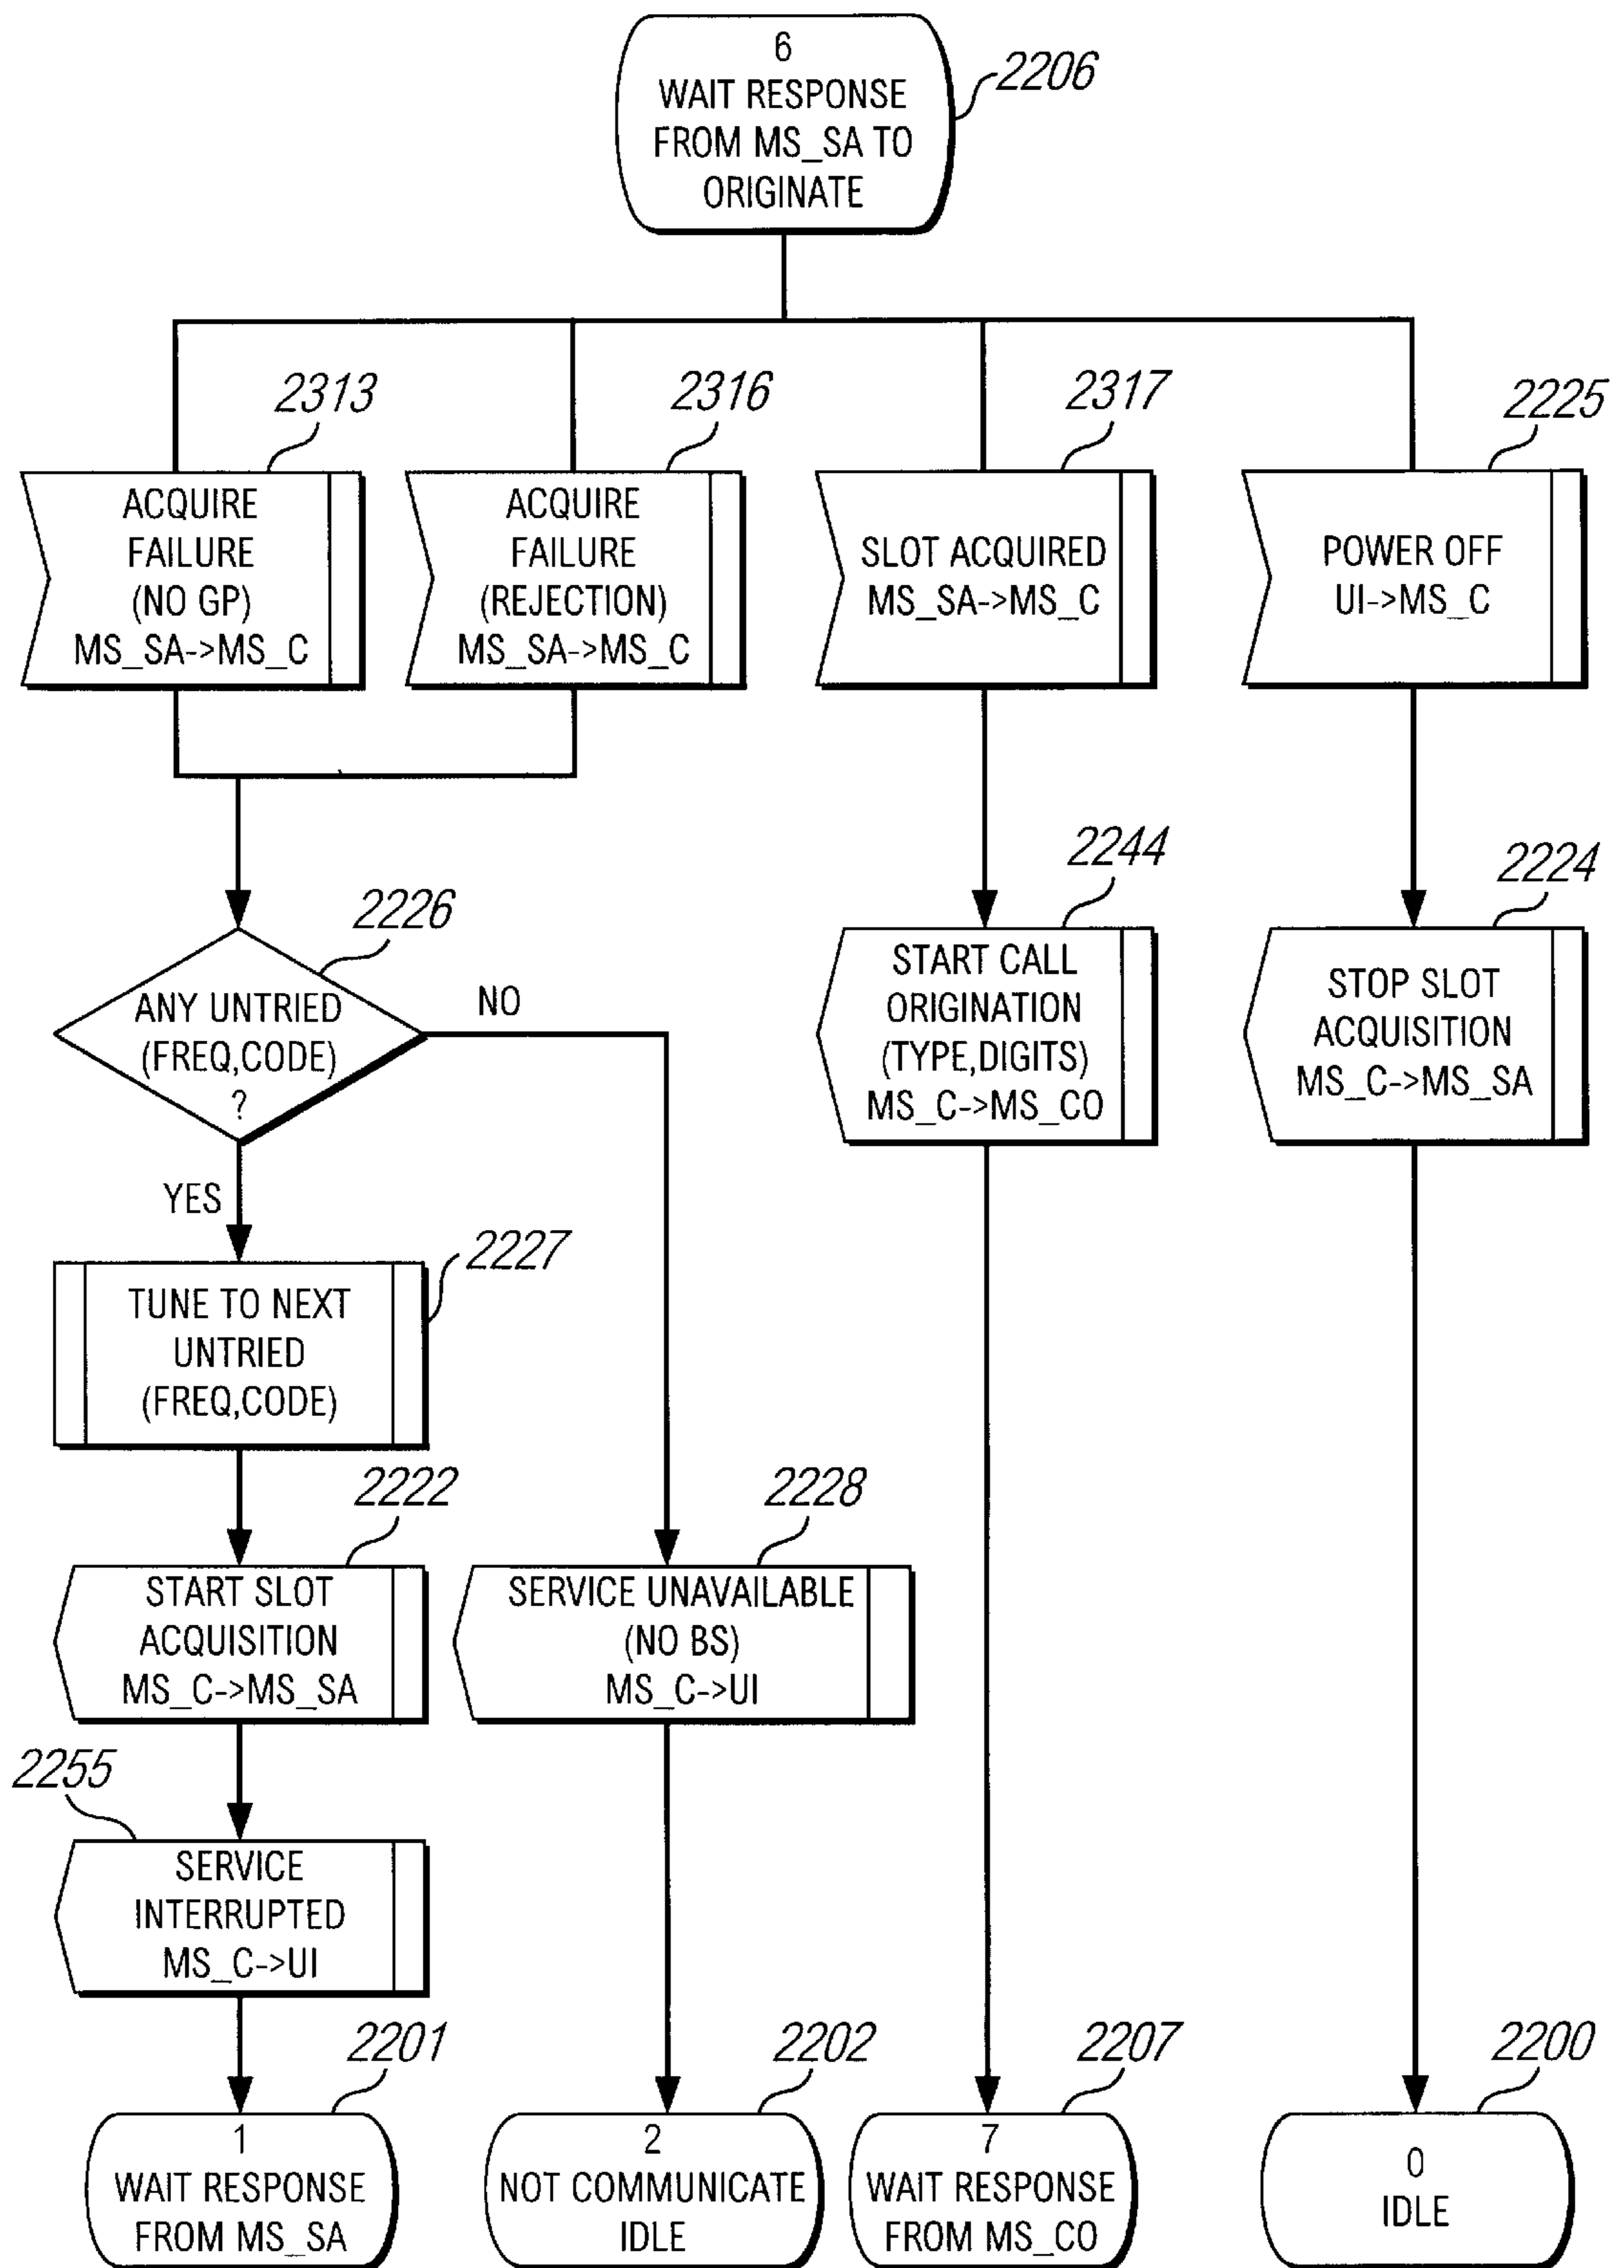 6
WAIT RESPONSE
FROM MS_SA TO
ORIGINATE
2206
2313
2316
2317
2225
ACQUIRE
FAILURE
(NO GP)
MS_SA->MS_C
ACQUIRE
FAILURE
(REJECTION)
MS_SA->MS_C
SLOT ACQUIRED
MS_SA->MS_C
POWER OFF
UI->MS_C
2226
ANY UNTRIED
(FREQ,CODE)
?
NO
YES
2244
START CALL
ORIGINATION
(TYPE,DIGITS)
MS_C->MS_CO
2224
STOP SLOT
ACQUISITION
MS_C->MS_SA
2227
TUNE TO NEXT
UNTRIED
(FREQ,CODE)
2222
START SLOT
ACQUISITION
MS_C->MS_SA
2228
SERVICE UNAVAILABLE
(NO BS)
MS_C->UI
2255
SERVICE
INTERRUPTED
MS_C->UI
2201
1
WAIT RESPONSE
FROM MS_SA
2202
2
NOT COMMUNICATE
IDLE
2207
7
WAIT RESPONSE
FROM MS_CO
2200
0
IDLE